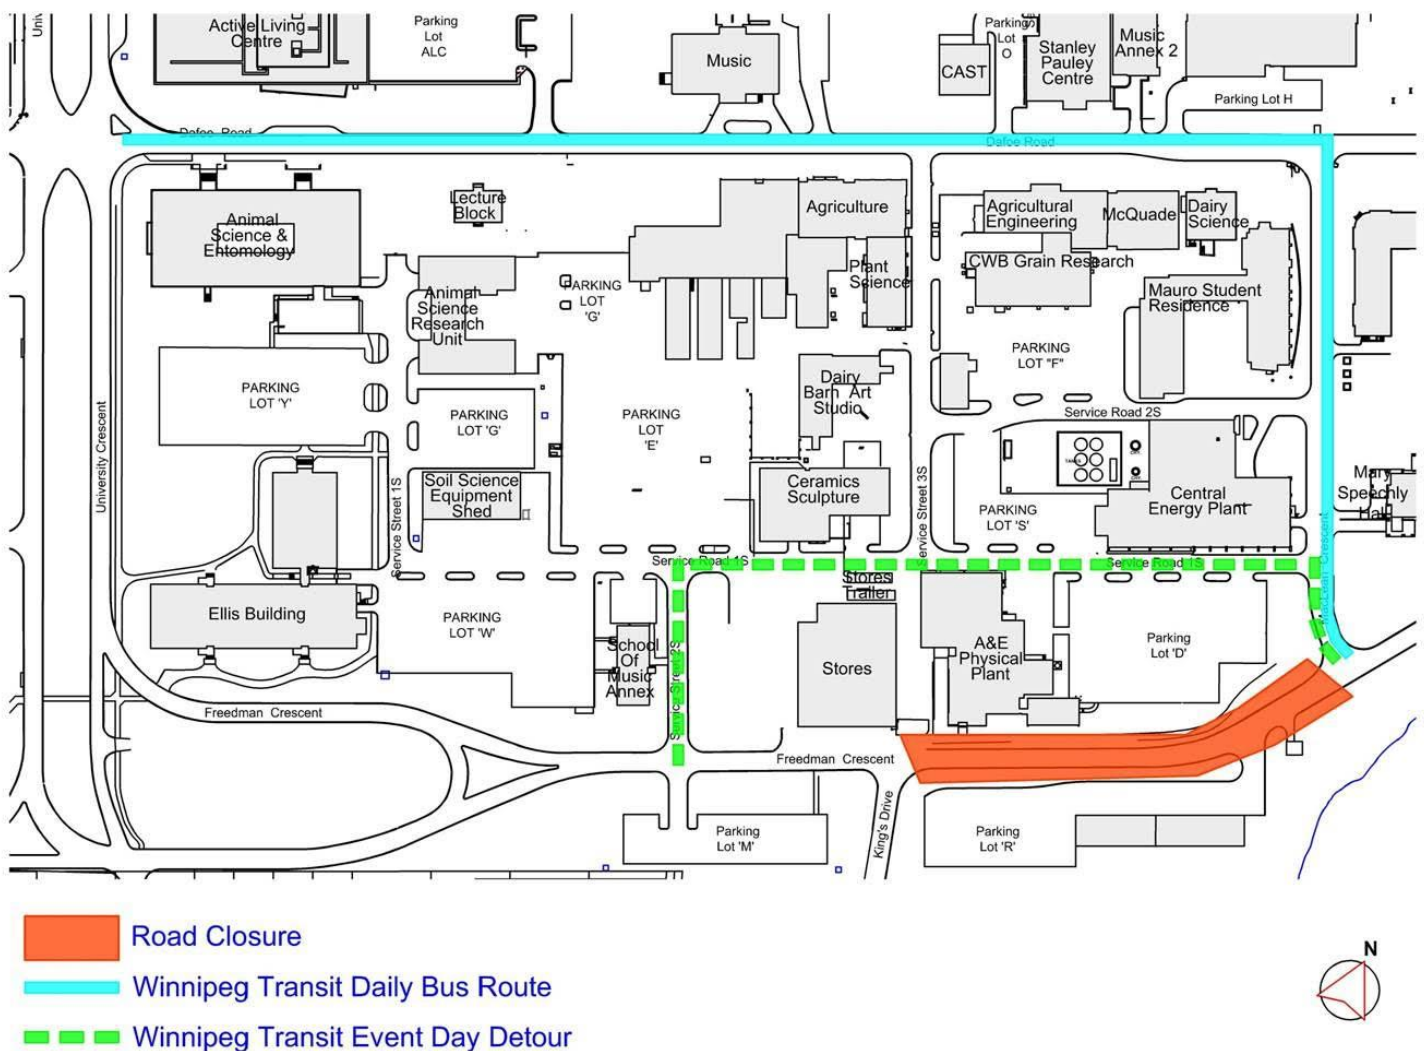 Active Living
Centre
Parking
Lot
ALC
Music
CAST
Parking
Lot
O
Stanley
Pauley
Centre
Music
Annex 2
Parking Lot H
Dafoe Road
Dafoe Road
Animal
Science &
Entomology
Lecture
Block
Agriculture
Plant
Science
Agricultural
Engineering
McQuade
Dairy
Science
CWB Grain Research
Mauro Student
Residence
Animal
Science
Research
Unit
PARKING
LOT
'G'
PARKING
LOT "F"
PARKING
LOT 'Y'
PARKING
LOT 'G'
PARKING
LOT
'E'
Dairy
Barn Art
Studio
Service Road 2S
University Crescent
Service Street 1S
Soil Science
Equipment
Shed
Ceramics
Sculpture
Service Street 3S
PARKING
LOT 'S'
TANKS
Central
Energy Plant
Mary
Speechly
Hall
MacLean Crescent
Service Road 1S
Service Road 1S
Stores
Trailer
Ellis Building
PARKING
LOT 'W'
School
Of
Music
Annex
Service Street 2S
Stores
A&E
Physical
Plant
Parking
Lot 'D'
Freedman Crescent
Freedman Crescent
King's Drive
Parking
Lot 'M'
Parking
Lot 'R'
Road Closure
Winnipeg Transit Daily Bus Route
Winnipeg Transit Event Day Detour
N